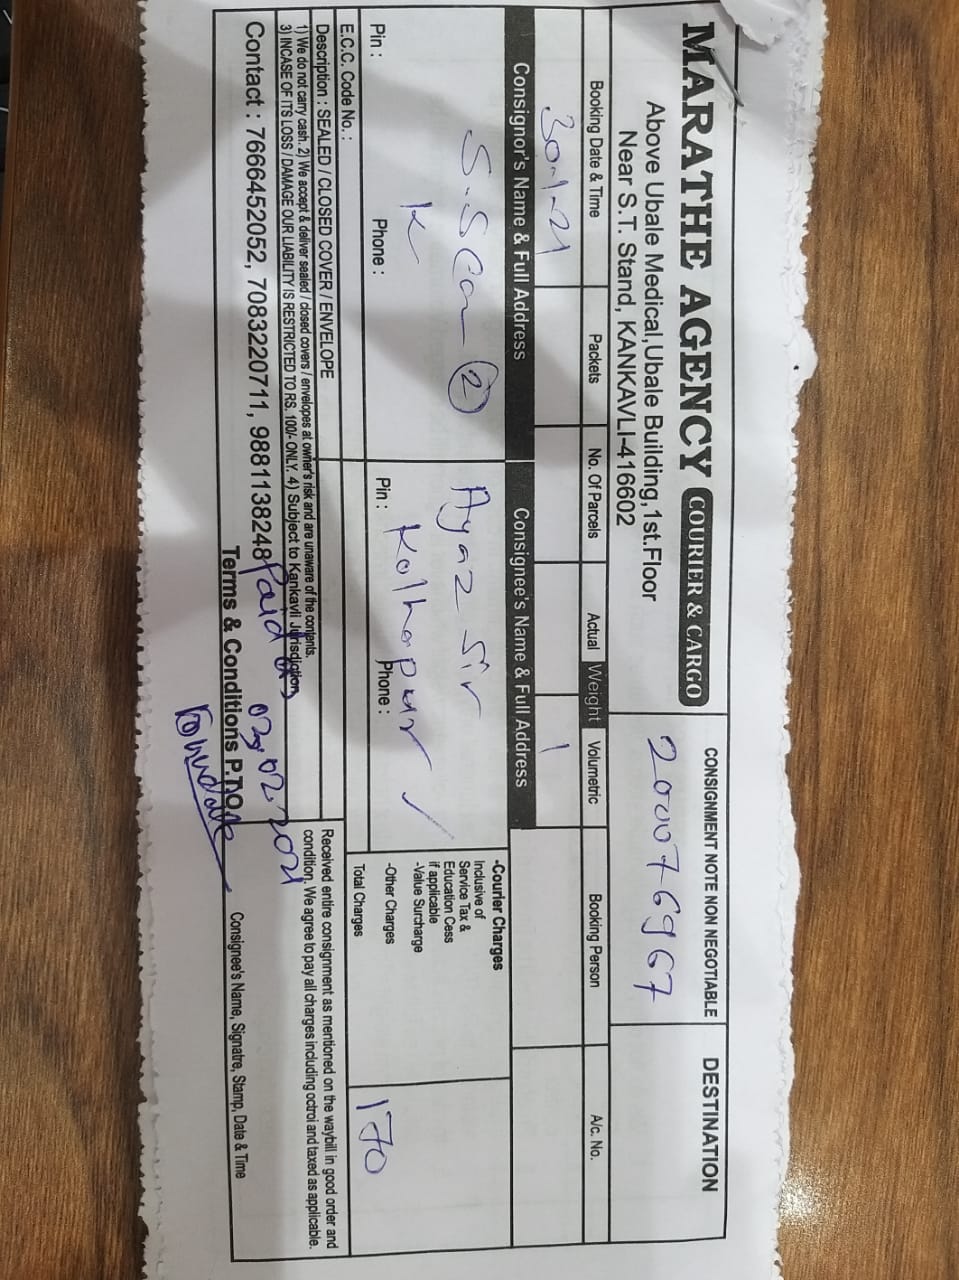 MARATHE AGENCY COURIER & CARGO
Above Ubale Medical, Ubale Building, 1st.Floor
Near S.T. Stand, KANKAVLI-416602
CONSIGNMENT NOTE NON NEGOTIABLE
200076967
DESTINATION
Booking Date & Time
Packets
No. Of Parcels
Actual Weight Volumetric
Booking Person
A/c. No.
30-1-21
1
Consignor's Name & Full Address
Consignee's Name & Full Address
S. Scan 2
K
Ayaz Sir
Kolhapur
Pin :
Phone :
Pin :
Phone :
-Courier Charges
Inclusive of
Service Tax &
Education Cess
if applicable
-Value Surcharge
-Other Charges
Total Charges
170
E.C.C. Code No. :
Description : SEALED / CLOSED COVER / ENVELOPE
1) We do not carry cash. 2) We accept & deliver sealed / closed covers / envelopes at owner's risk and are unaware of the contents.
3) INCASE OF ITS LOSS / DAMAGE OUR LIABILITY IS RESTRICTED TO RS. 100/- ONLY. 4) Subject to Kankavli Jurisdiction
Contact : 7666452052, 7083220711, 9881138248
Paid
03.02.2021
Terms & Conditions P.T.O.
Received entire consignment as mentioned on the waybill in good order and
condition. We agree to pay all charges including octroi and taxed as applicable.
Consignee's Name, Signatre, Stamp, Date & Time